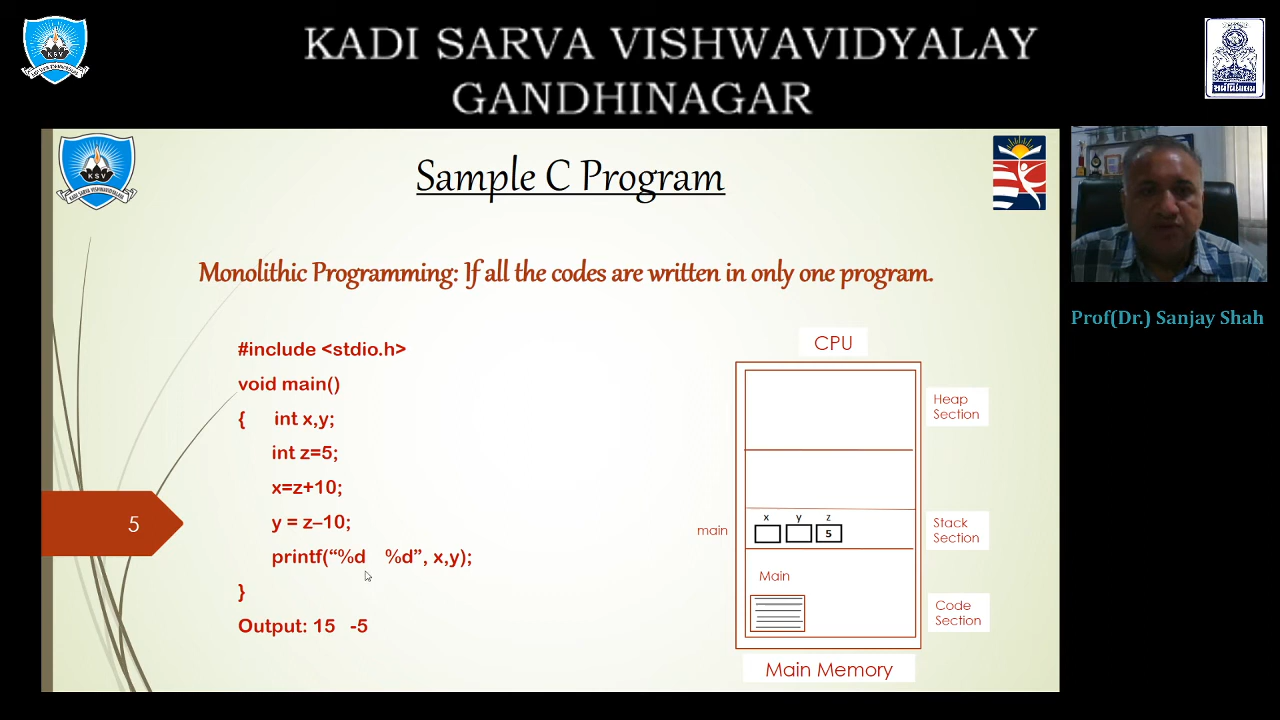 KADI SARVA VISHWAVIDYALAY
GANDHINAGAR
KSV
KSV
Sample C Program
Monolithic Programming: If all the codes are written in only one program.
Prof(Dr.) Sanjay Shah
#include <stdio.h>
void main()
{ int x,y;
int z=5;
x=z+10;
y = z–10;
printf(“%d %d”, x,y);
}
Output: 15 -5
5
CPU
Heap
Section
x y z
5
main
Stack
Section
Main
Code
Section
Main Memory